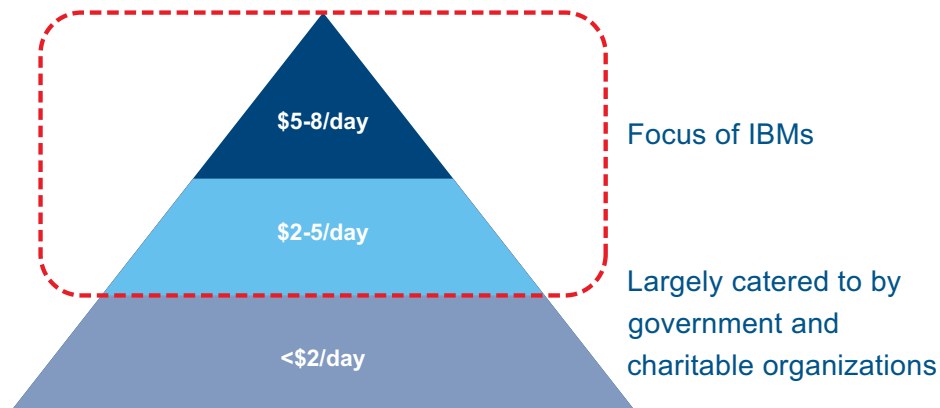 $5-8/day
Focus of IBMs
$2-5/day
Largely catered to by
government and
charitable organizations
<$2/day